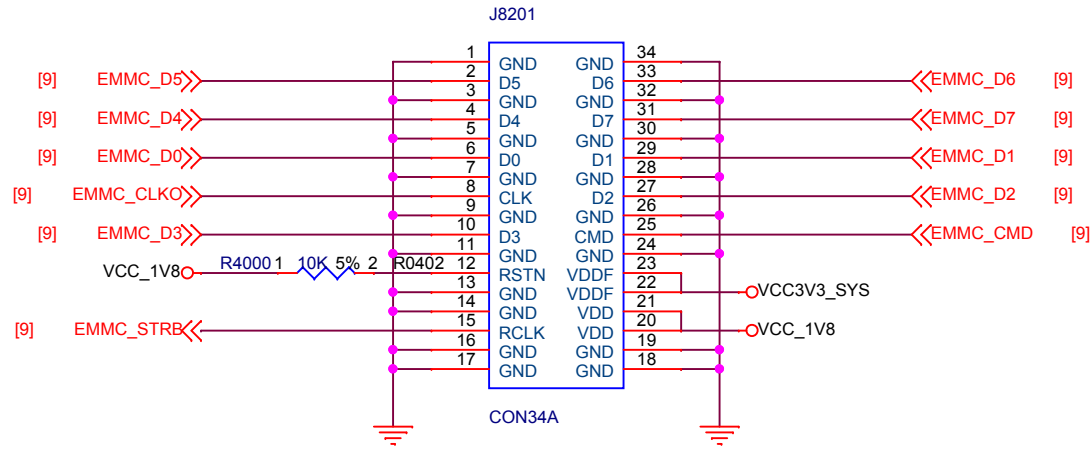 J8201
1 GND GND 34
[9] EMMC_D5 2 D5 D6 33 EMMC_D6 [9]
3 GND GND 32
[9] EMMC_D4 4 D4 D7 31 EMMC_D7 [9]
5 GND GND 30
[9] EMMC_D0 6 D0 D1 29 EMMC_D1 [9]
7 GND GND 28
[9] EMMC_CLKO 8 CLK D2 27 EMMC_D2 [9]
9 GND GND 26
[9] EMMC_D3 10 D3 CMD 25 EMMC_CMD [9]
11 GND GND 24
VCC_1V8 R4000 1 10K 5% 2 R0402 12 RSTN VDDF 23
13 GND VDDF 22 VCC3V3_SYS
14 GND VDD 21
[9] EMMC_STRB 15 RCLK VDD 20 VCC_1V8
16 GND GND 19
17 GND GND 18
CON34A